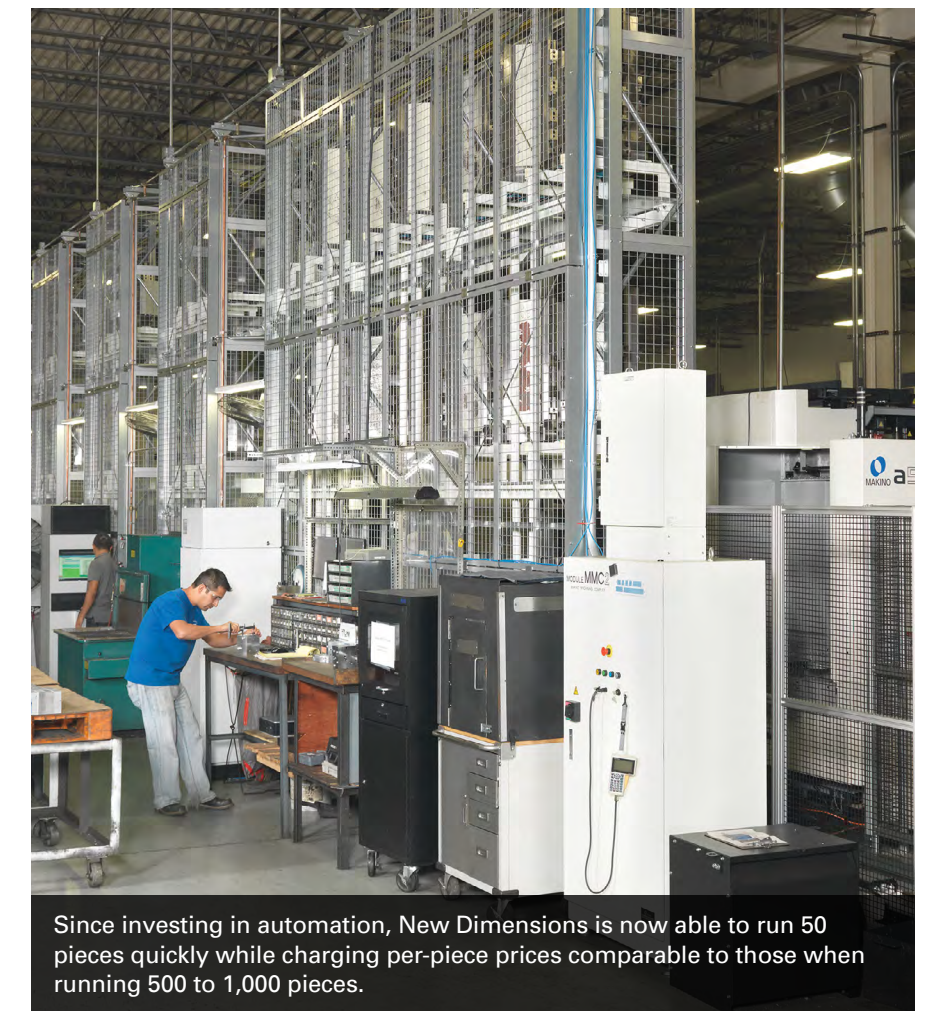 MAKINO
a5
MODULE MMC2
Since investing in automation, New Dimensions is now able to run 50
pieces quickly while charging per-piece prices comparable to those when
running 500 to 1,000 pieces.